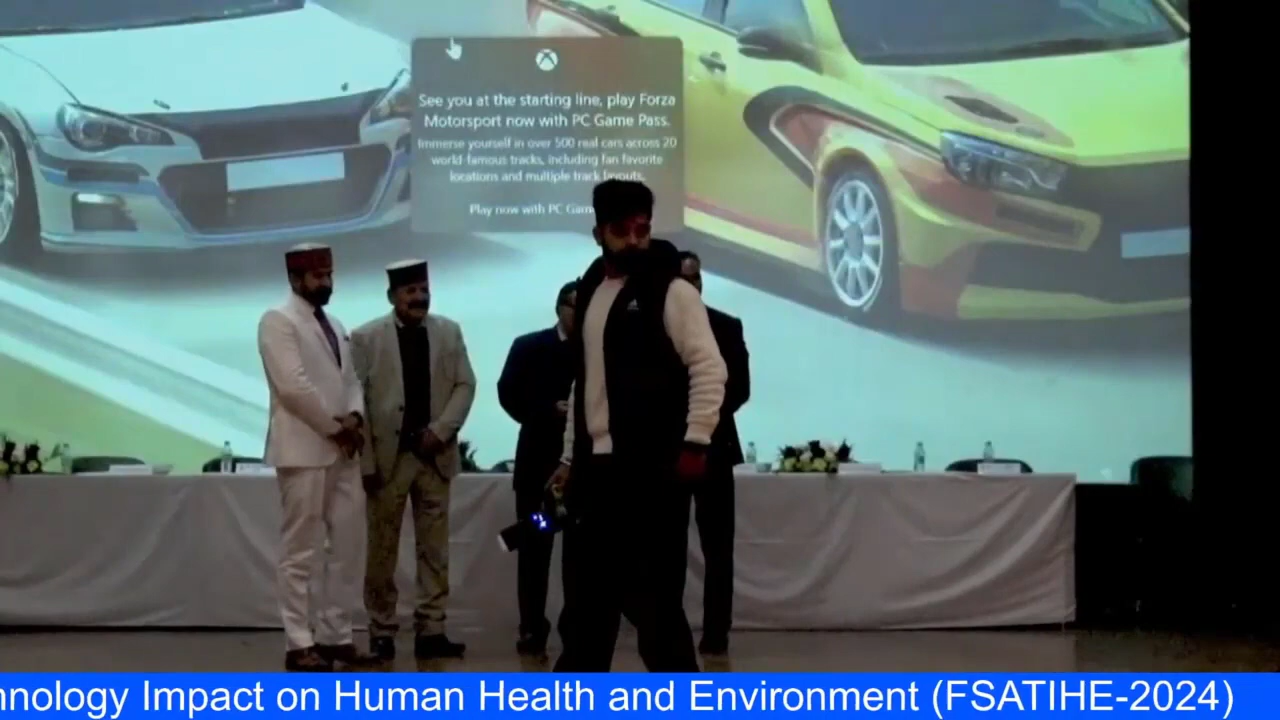 See you at the starting line, play Forza
Motorsport now with PC Game Pass.
Immerse yourself in over 500 real cars across 20
world-famous tracks, including fan favorite
locations and multiple track layouts.
Play now with PC Gam
hnology Impact on Human Health and Environment (FSATIHE-2024)